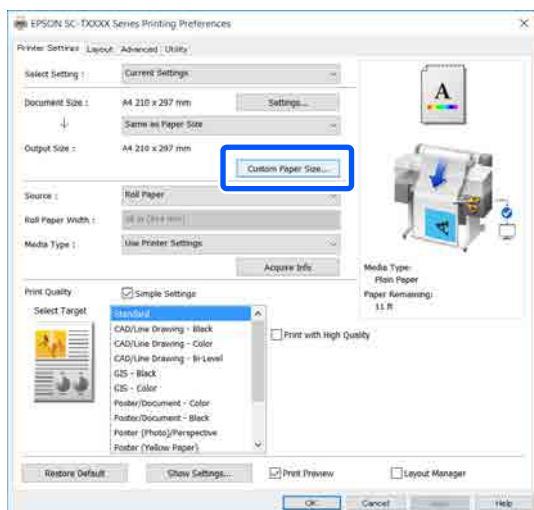 EPSON SC-TXXXX Series Printing Preferences
Printer Settings Layout Advanced Utility
Select Setting : Current Settings
Document Size : A4 210 x 297 mm Settings...
Same as Paper Size
Output Size : A4 210 x 297 mm
Custom Paper Size...
Source : Roll Paper
Roll Paper Width :
Media Type : Use Printer Settings
Acquire Info
Media Type:
Plain Paper
Paper Remaining:
11 ft
Print Quality Simple Settings
Select Target Standard
CAD/Line Drawing - Black
CAD/Line Drawing - Color
CAD/Line Drawing - Bi-Level
GIS - Black
GIS - Color
Poster/Document - Color
Poster/Document - Black
Poster (Photo)/Perspective
Poster (Yellow Paper)
Print with High Quality
Restore Default Show Settings... Print Preview Layout Manager
OK Cancel Help
A